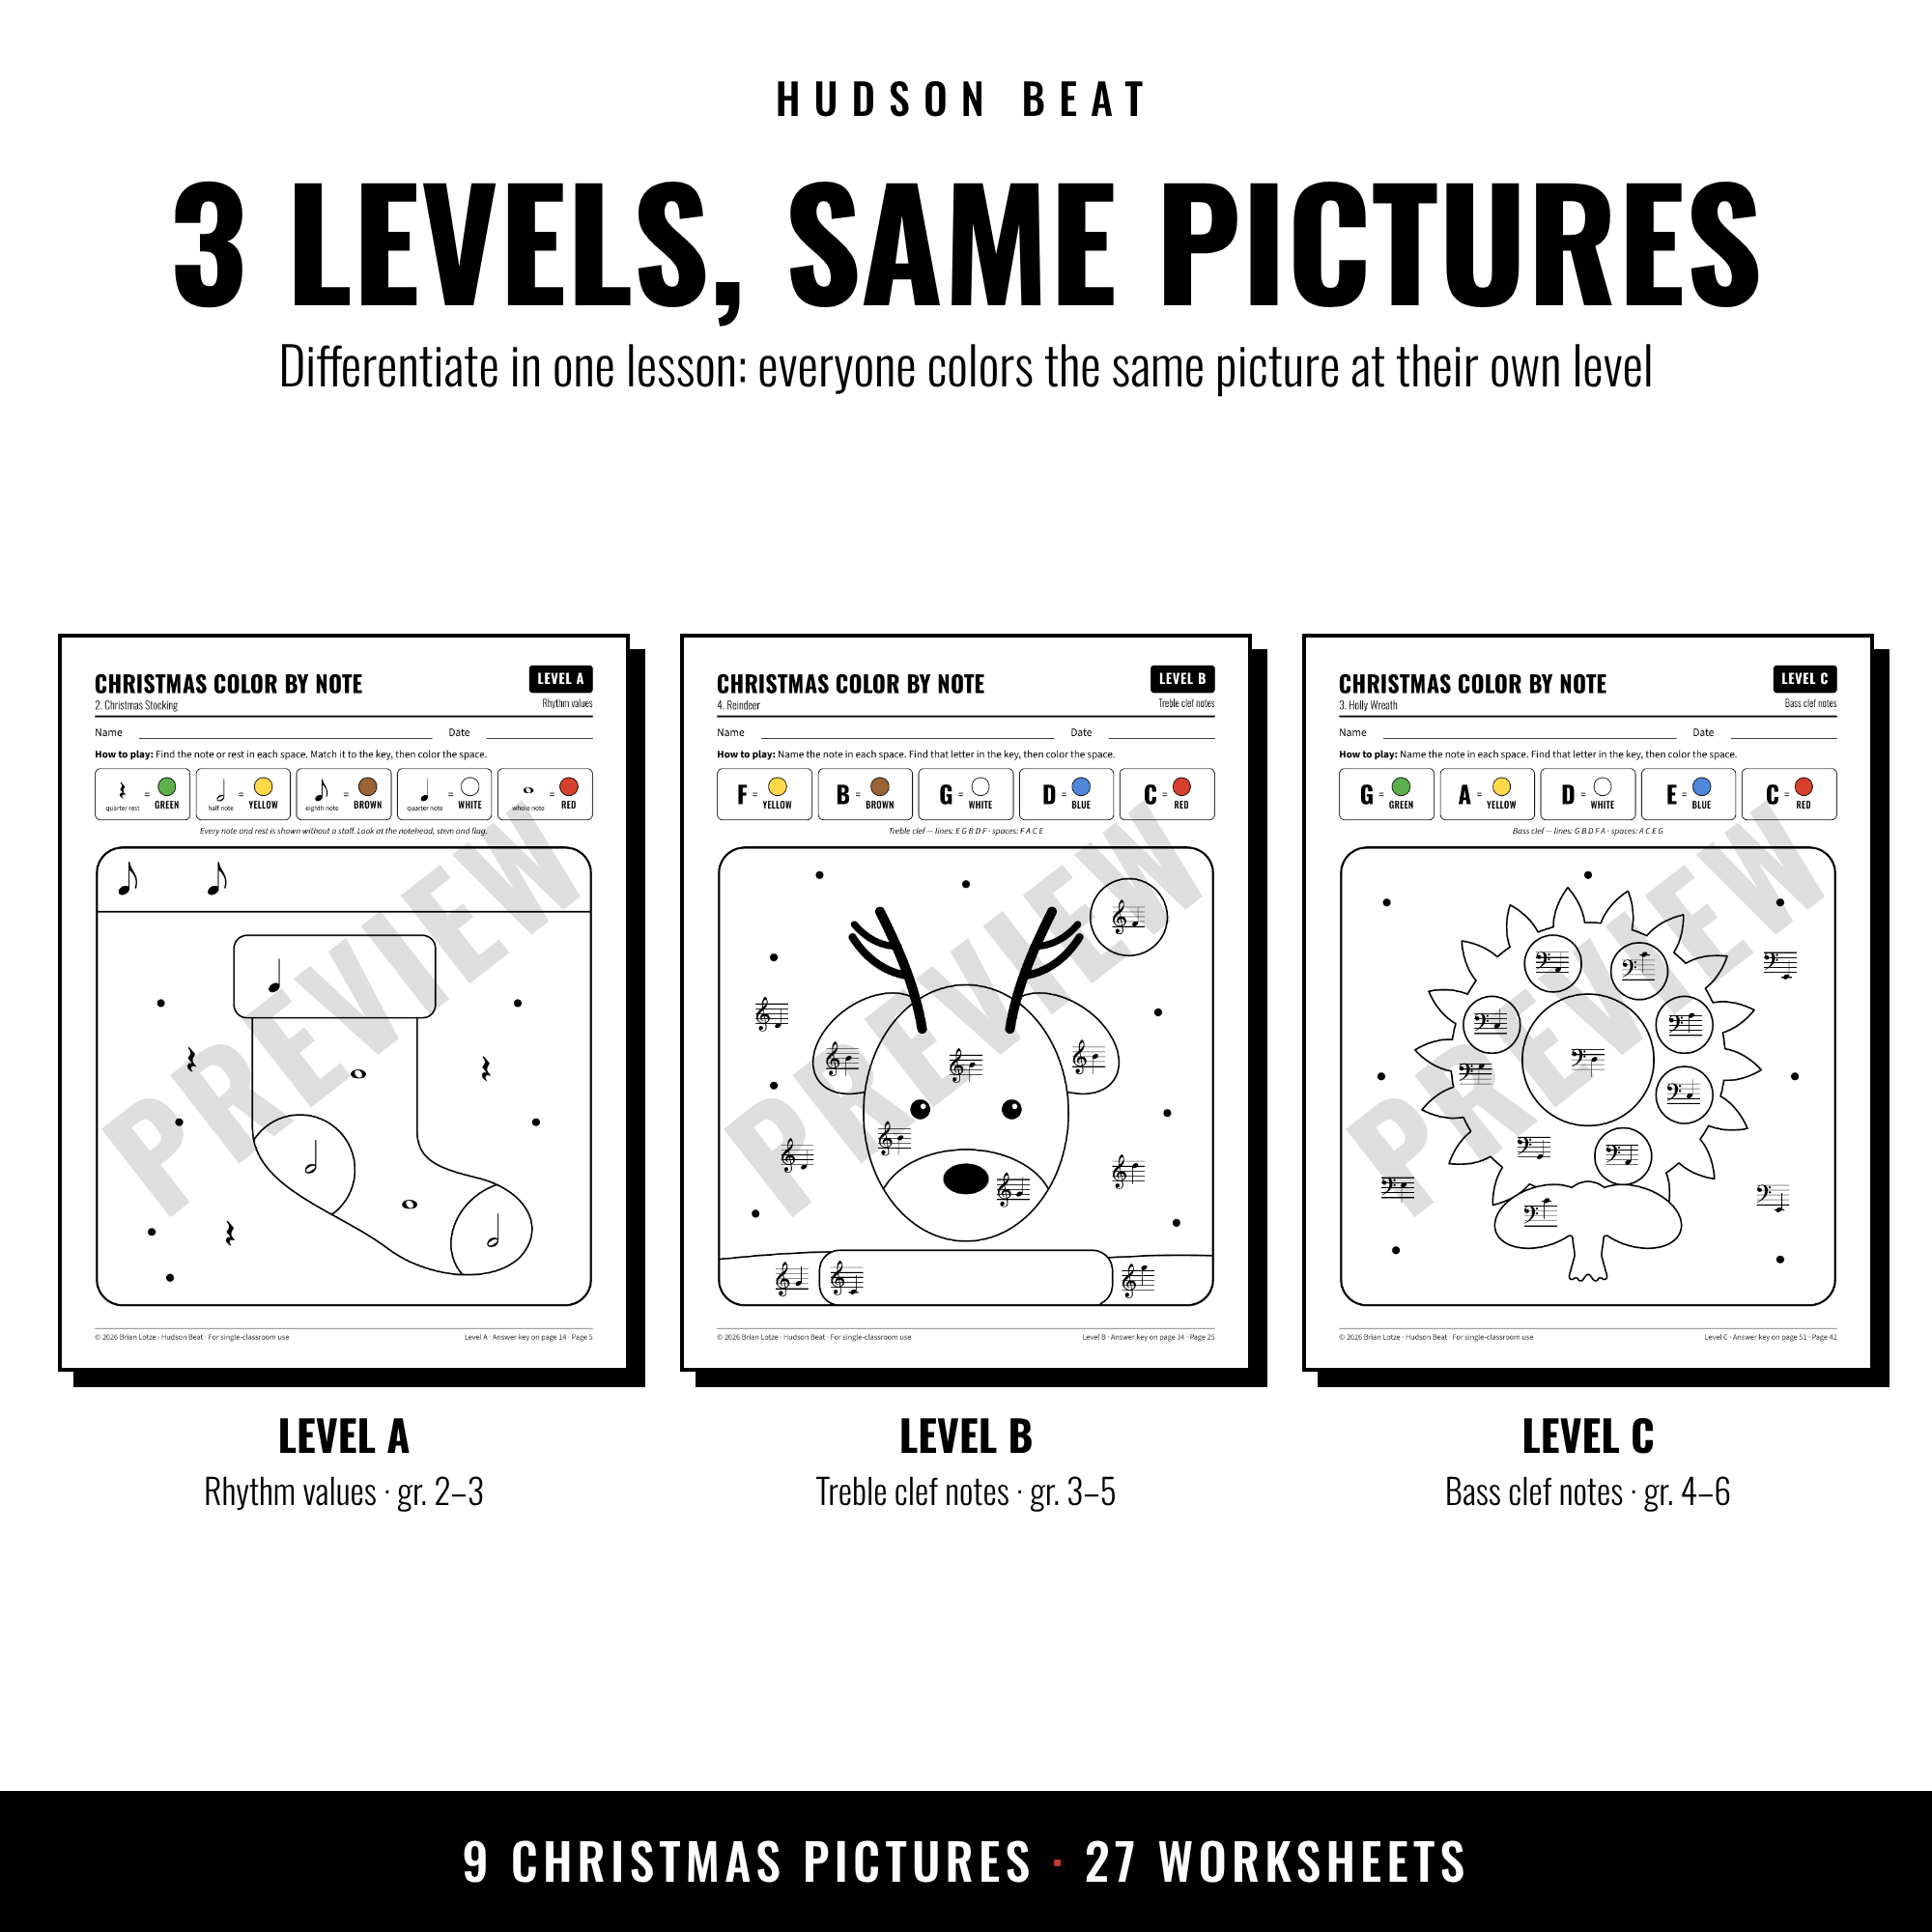 HUDSON BEAT
3 LEVELS, SAME PICTURES
Differentiate in one lesson: everyone colors the same picture at their own level
CHRISTMAS COLOR BY NOTE
LEVEL A
2. Christmas Stocking
Rhythm values
Name
Date
How to play: Find the note or rest in each space. Match it to the key, then color the space.
= GREEN
quarter rest
= YELLOW
half note
= BROWN
eighth note
= WHITE
quarter note
= RED
whole note
Every note and rest is shown without a staff. Look at the notehead, stem and flag.
PREVIEW
© 2026 Brian Lotze · Hudson Beat · For single-classroom use
Level A · Answer key on page 14 · Page 5
LEVEL A
Rhythm values · gr. 2–3
CHRISTMAS COLOR BY NOTE
LEVEL B
4. Reindeer
Treble clef notes
Name
Date
How to play: Name the note in each space. Find that letter in the key, then color the space.
F = YELLOW
B = BROWN
G = WHITE
D = BLUE
C = RED
Treble clef — lines: E G B D F · spaces: F A C E
PREVIEW
© 2026 Brian Lotze · Hudson Beat · For single-classroom use
Level B · Answer key on page 34 · Page 25
LEVEL B
Treble clef notes · gr. 3–5
CHRISTMAS COLOR BY NOTE
LEVEL C
3. Holly Wreath
Bass clef notes
Name
Date
How to play: Name the note in each space. Find that letter in the key, then color the space.
G = GREEN
A = YELLOW
D = WHITE
E = BLUE
C = RED
Bass clef — lines: G B D F A · spaces: A C E G
PREVIEW
© 2026 Brian Lotze · Hudson Beat · For single-classroom use
Level C · Answer key on page 51 · Page 42
LEVEL C
Bass clef notes · gr. 4–6
9 CHRISTMAS PICTURES · 27 WORKSHEETS